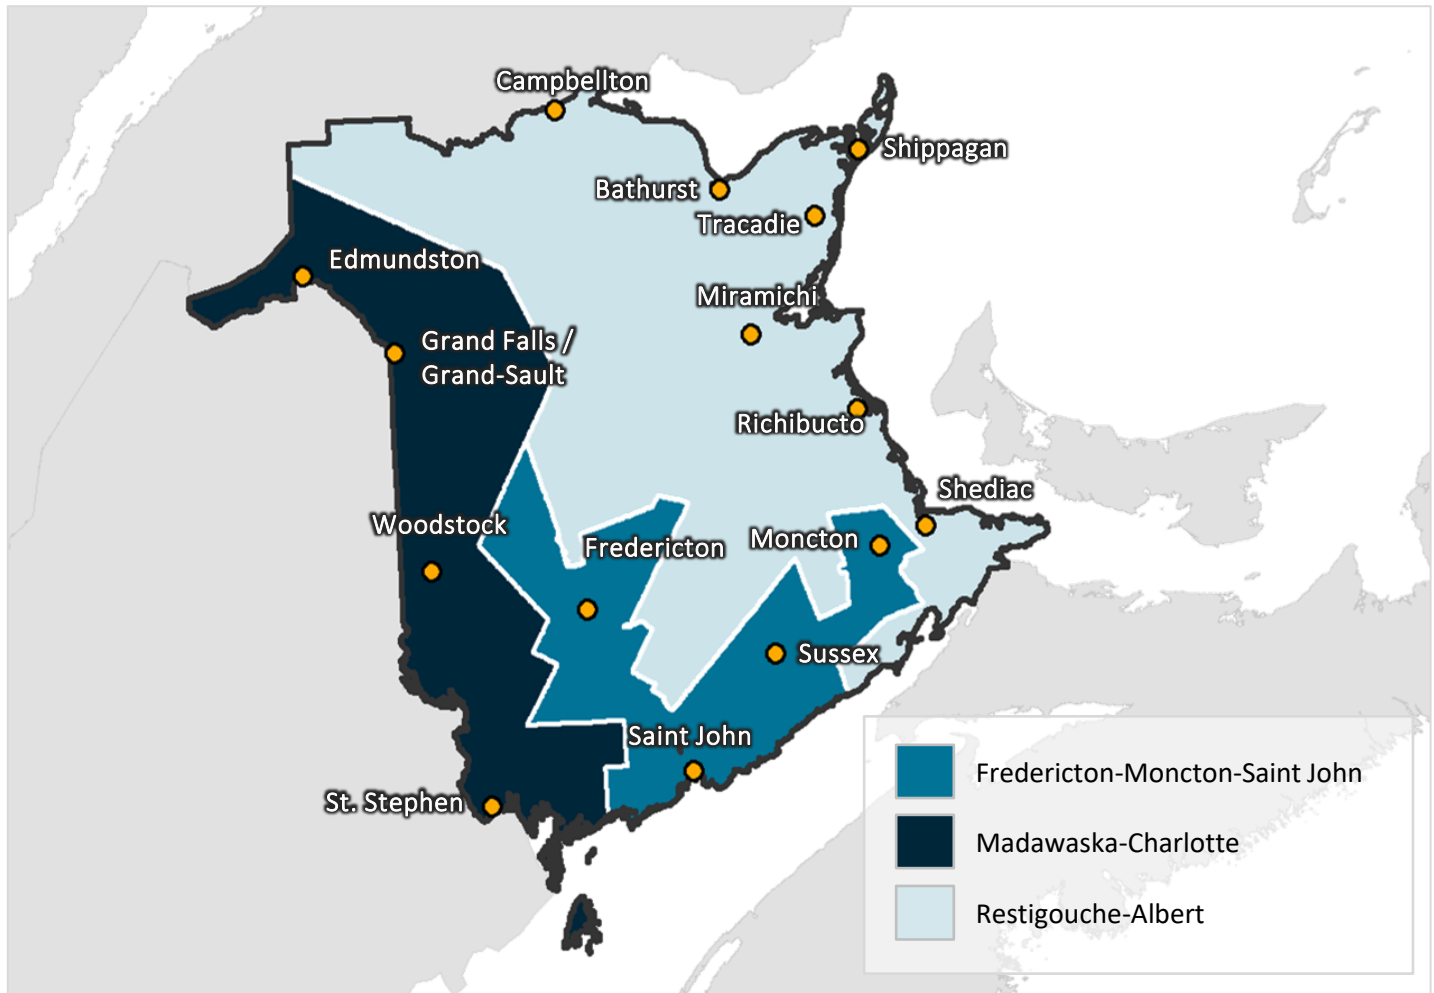 Campbellton
Shippagan
Bathurst
Tracadie
Edmundston
Miramichi
Grand Falls /
Grand-Sault
Richibucto
Shediac
Woodstock
Fredericton
Moncton
Sussex
Saint John
St. Stephen
Fredericton-Moncton-Saint John
Madawaska-Charlotte
Restigouche-Albert